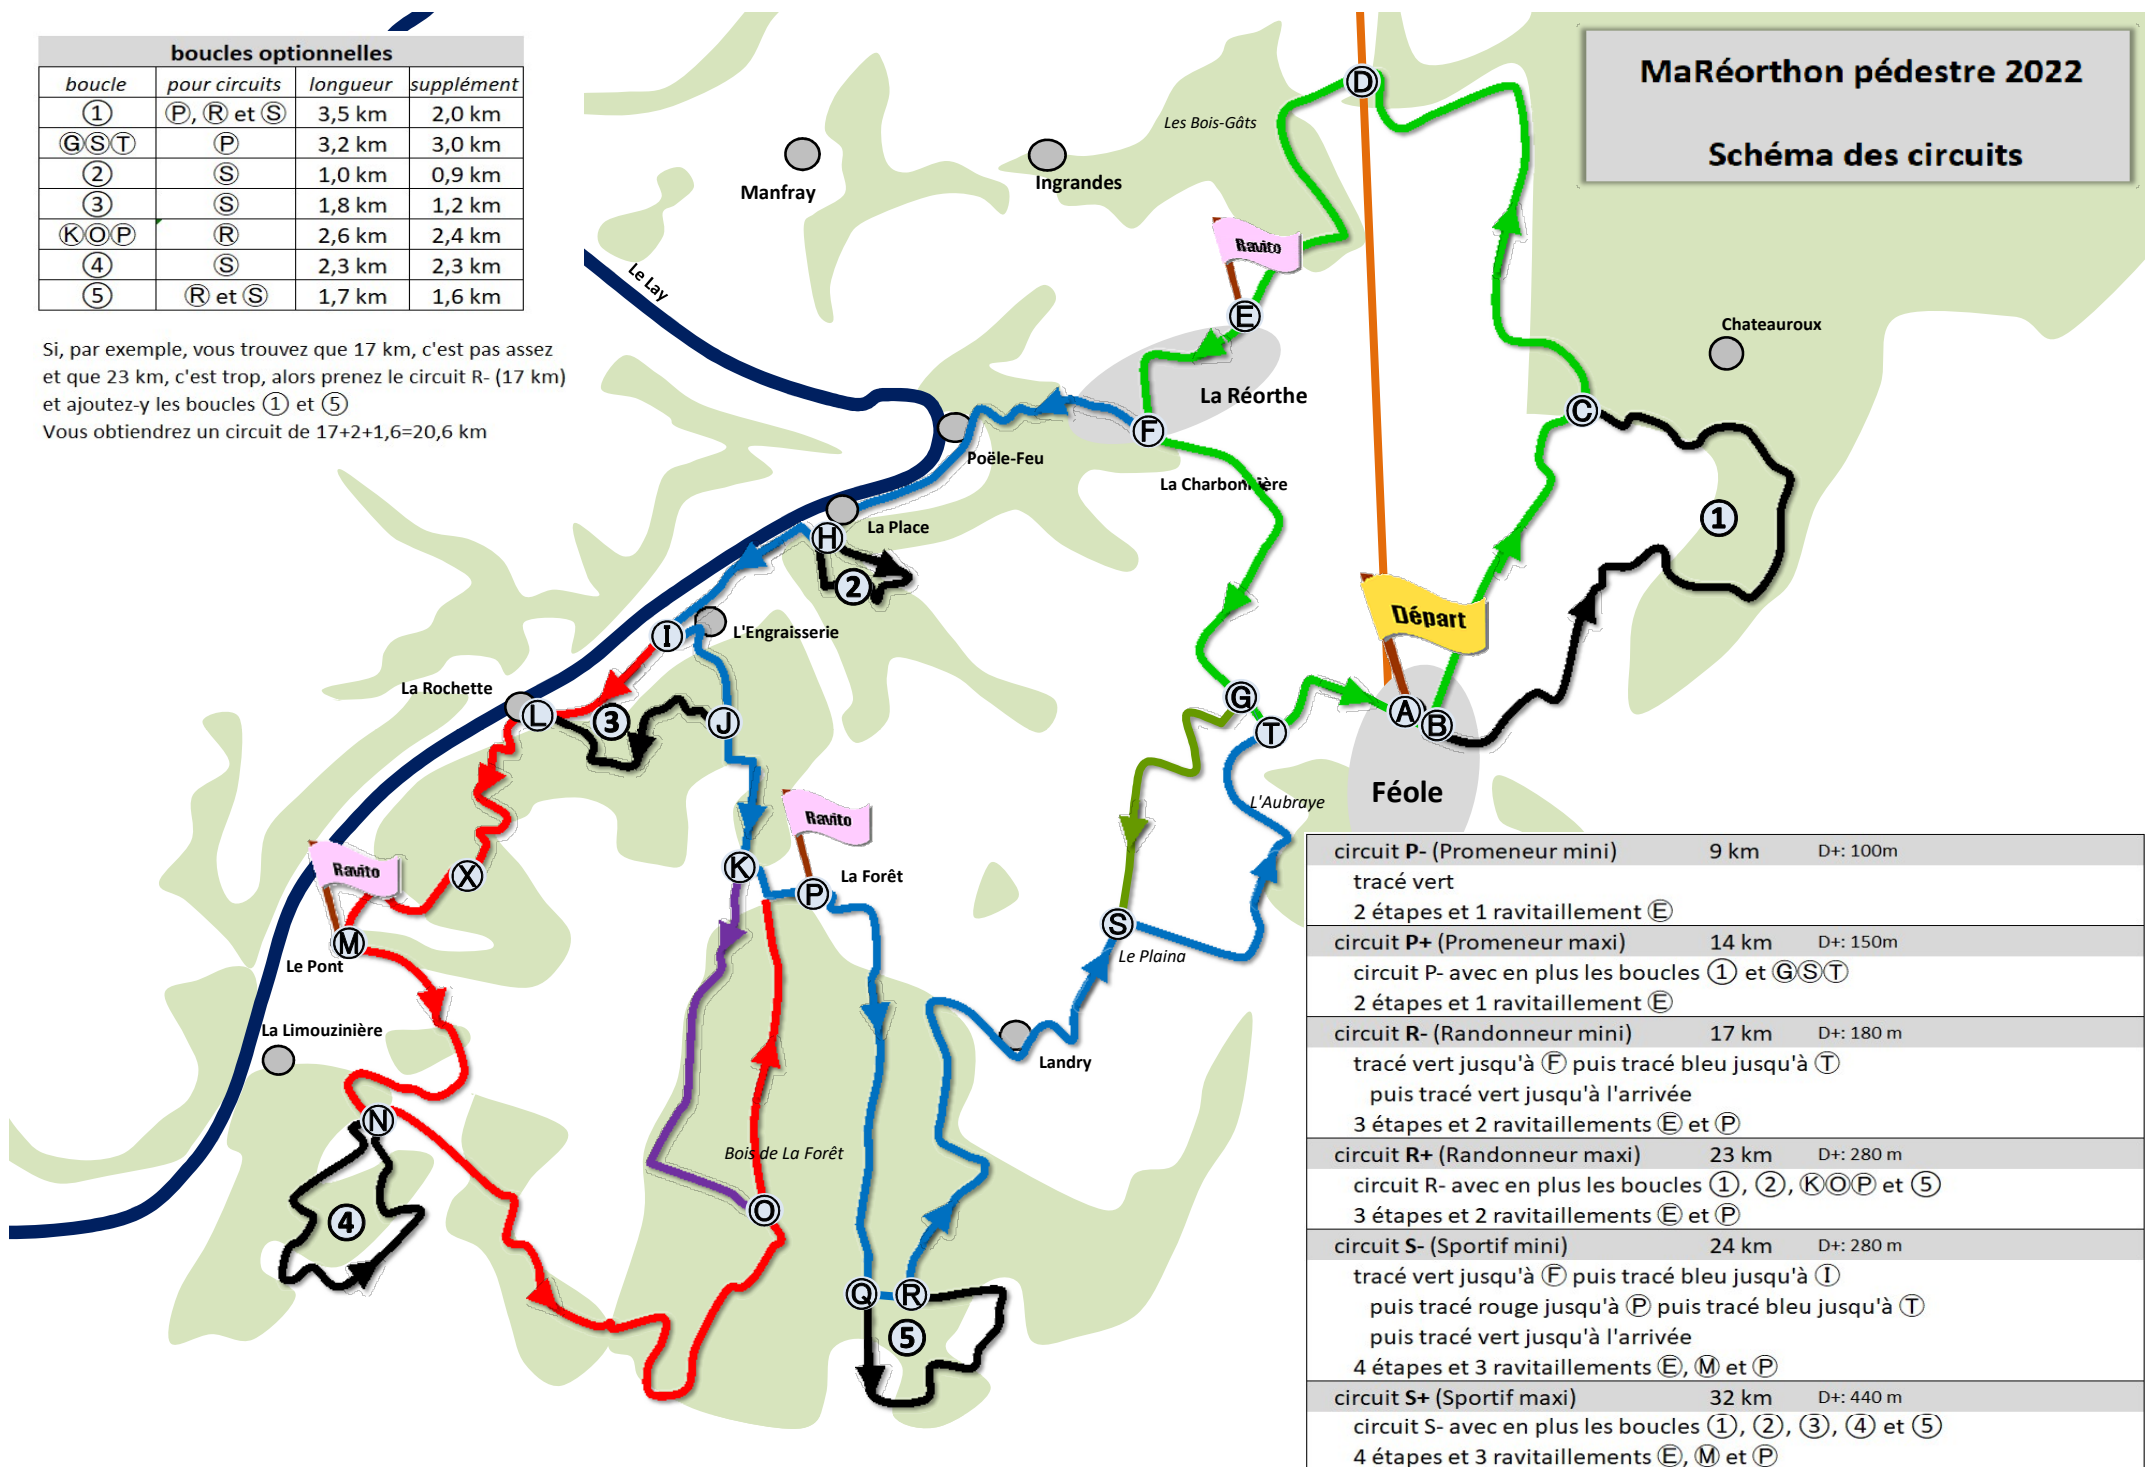 boucles optionnelles
boucle pour circuits longueur supplément
① Ⓟ, Ⓡ et Ⓢ 3,5 km 2,0 km
ⒼⓈⓉ Ⓟ 3,2 km 3,0 km
② Ⓢ 1,0 km 0,9 km
③ Ⓢ 1,8 km 1,2 km
ⓀⓄⓅ Ⓡ 2,6 km 2,4 km
④ Ⓢ 2,3 km 2,3 km
⑤ Ⓡ et Ⓢ 1,7 km 1,6 km
Si, par exemple, vous trouvez que 17 km, c'est pas assez
et que 23 km, c'est trop, alors prenez le circuit R- (17 km)
et ajoutez-y les boucles ① et ⑤
Vous obtiendrez un circuit de 17+2+1,6=20,6 km
MaRéorthon pédestre 2022
Schéma des circuits
D
Les Bois-Gâts
Manfray
Ingrandes
Ravito
Le Lay
E
Chateauroux
La Réorthe
C
F
Poële-Feu
La Charbonnière
1
La Place
H
2
Départ
I
L'Engraisserie
La Rochette
L
3
J
G
T
A
B
Féole
L'Aubraye
Ravito
K
P
La Forêt
Ravito
X
M
Le Pont
S
Le Plaina
La Limouzinière
Landry
N
Bois de La Forêt
O
4
Q
R
5
circuit P- (Promeneur mini) 9 km D+: 100m
tracé vert
2 étapes et 1 ravitaillement Ⓔ
circuit P+ (Promeneur maxi) 14 km D+: 150m
circuit P- avec en plus les boucles ① et ⒼⓈⓉ
2 étapes et 1 ravitaillement Ⓔ
circuit R- (Randonneur mini) 17 km D+: 180 m
tracé vert jusqu'à Ⓕ puis tracé bleu jusqu'à Ⓣ
puis tracé vert jusqu'à l'arrivée
3 étapes et 2 ravitaillements Ⓔ et Ⓟ
circuit R+ (Randonneur maxi) 23 km D+: 280 m
circuit R- avec en plus les boucles ①, ②, ⓀⓄⓅ et ⑤
3 étapes et 2 ravitaillements Ⓔ et Ⓟ
circuit S- (Sportif mini) 24 km D+: 280 m
tracé vert jusqu'à Ⓕ puis tracé bleu jusqu'à Ⓘ
puis tracé rouge jusqu'à Ⓟ puis tracé bleu jusqu'à Ⓣ
puis tracé vert jusqu'à l'arrivée
4 étapes et 3 ravitaillements Ⓔ, Ⓜ et Ⓟ
circuit S+ (Sportif maxi) 32 km D+: 440 m
circuit S- avec en plus les boucles ①, ②, ③, ④ et ⑤
4 étapes et 3 ravitaillements Ⓔ, Ⓜ et Ⓟ